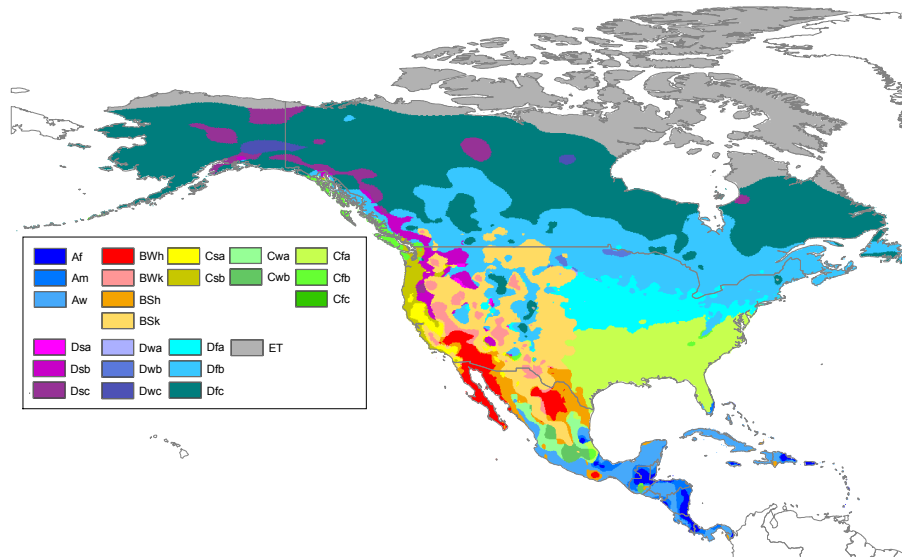 Af BWh Csa Cwa Cfa
Am BWk Csb Cwb Cfb
Aw BSh Cfc
BSk
Dsa Dwa Dfa ET
Dsb Dwb Dfb
Dsc Dwc Dfc